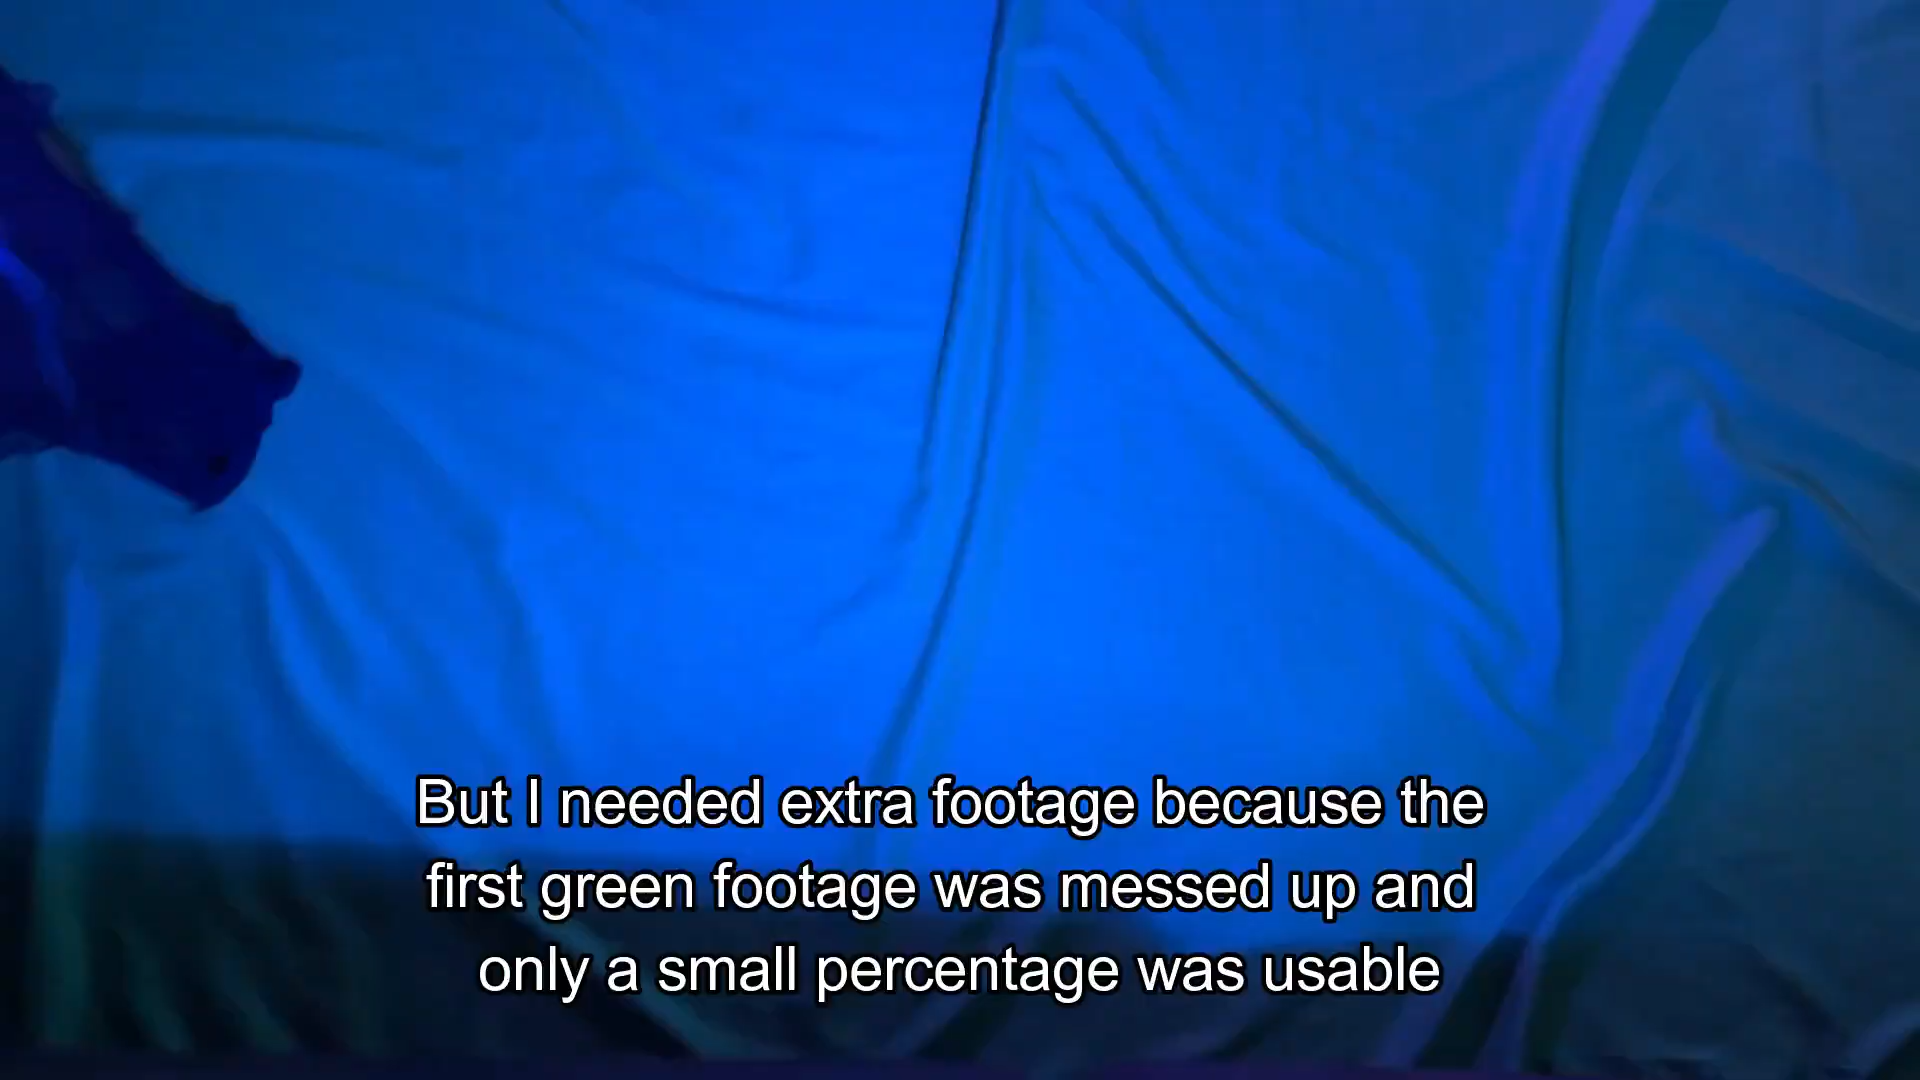 But I needed extra footage because the
first green footage was messed up and
only a small percentage was usable